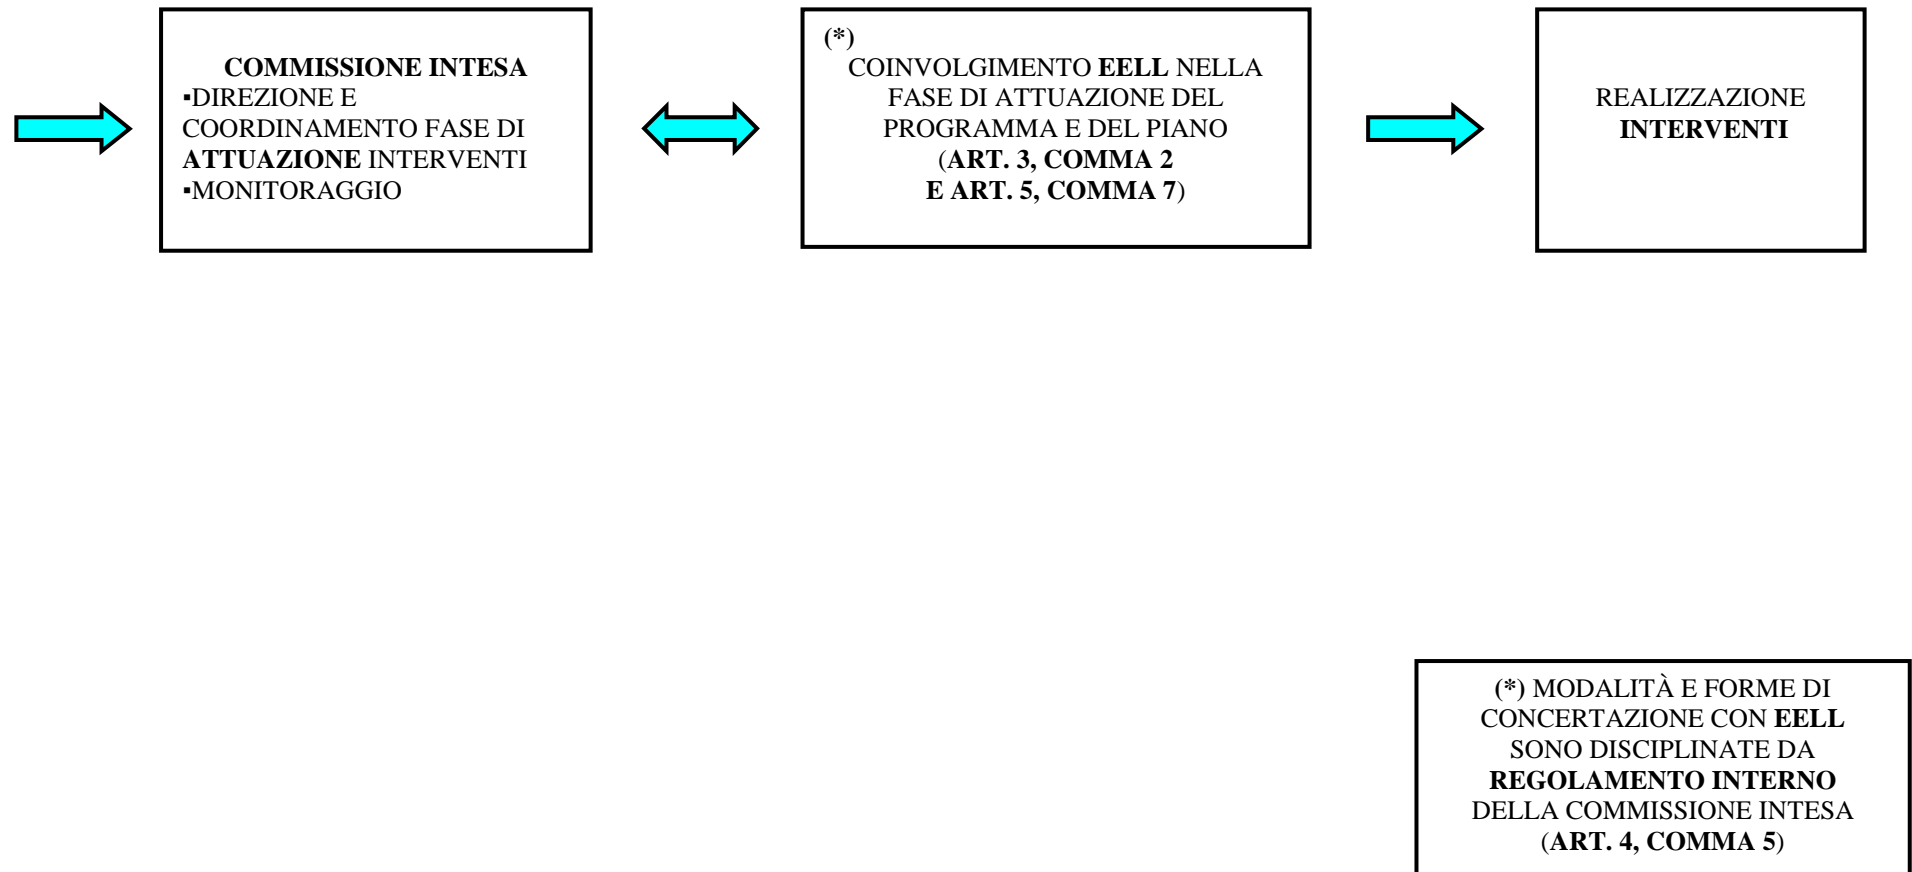 COMMISSIONE INTESA
▪DIREZIONE E
COORDINAMENTO FASE DI
ATTUAZIONE INTERVENTI
▪MONITORAGGIO
(*)
COINVOLGIMENTO EELL NELLA
FASE DI ATTUAZIONE DEL
PROGRAMMA E DEL PIANO
(ART. 3, COMMA 2
E ART. 5, COMMA 7)
REALIZZAZIONE
INTERVENTI
(*) MODALITÀ E FORME DI
CONCERTAZIONE CON EELL
SONO DISCIPLINATE DA
REGOLAMENTO INTERNO
DELLA COMMISSIONE INTESA
(ART. 4, COMMA 5)